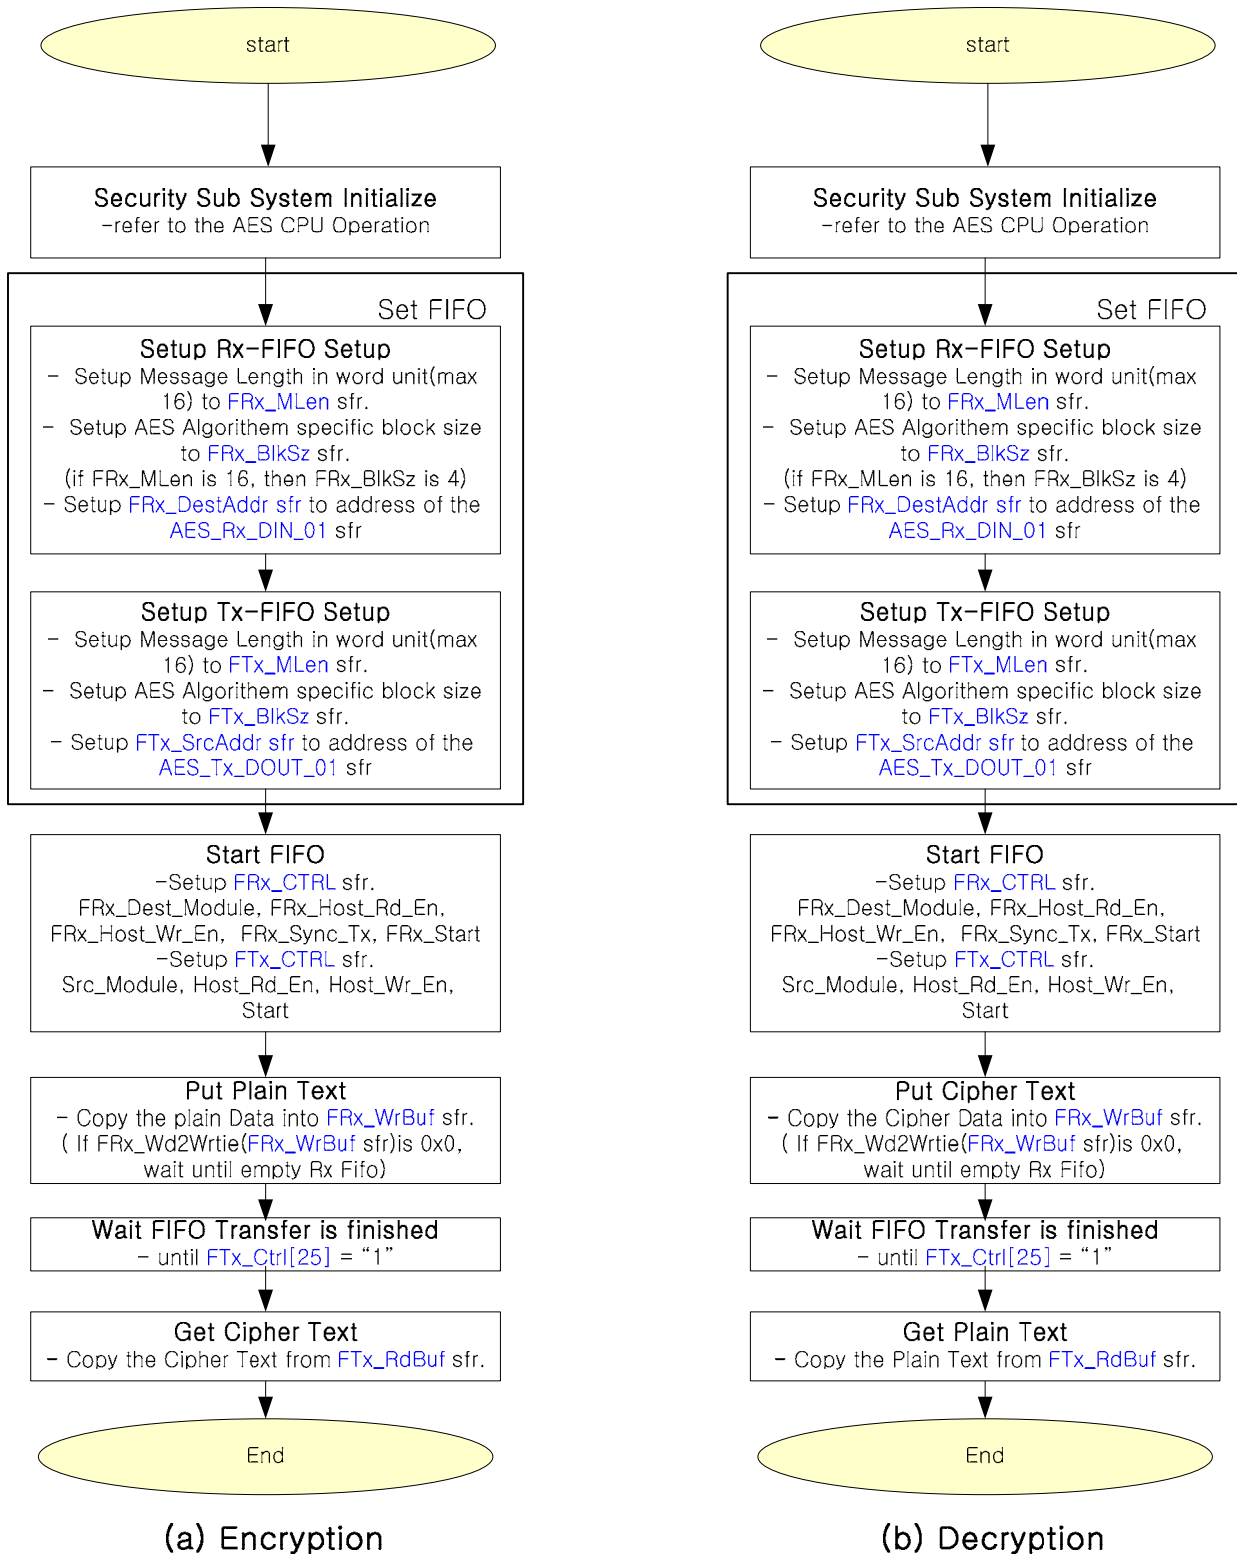 start
Security Sub System Initialize
-refer to the AES CPU Operation
Set FIFO
Setup Rx-FIFO Setup
- Setup Message Length in word unit(max
16) to FRx_MLen sfr.
- Setup AES Algorithem specific block size
to FRx_BlkSz sfr.
(if FRx_MLen is 16, then FRx_BlkSz is 4)
- Setup FRx_DestAddr sfr to address of the
AES_Rx_DIN_01 sfr
Setup Tx-FIFO Setup
- Setup Message Length in word unit(max
16) to FTx_MLen sfr.
- Setup AES Algorithem specific block size
to FTx_BlkSz sfr.
- Setup FTx_SrcAddr sfr to address of the
AES_Tx_DOUT_01 sfr
Start FIFO
-Setup FRx_CTRL sfr.
FRx_Dest_Module, FRx_Host_Rd_En,
FRx_Host_Wr_En, FRx_Sync_Tx, FRx_Start
-Setup FTx_CTRL sfr.
Src_Module, Host_Rd_En, Host_Wr_En,
Start
Put Plain Text
- Copy the plain Data into FRx_WrBuf sfr.
( If FRx_Wd2Wrtie(FRx_WrBuf sfr)is 0x0,
wait until empty Rx Fifo)
Wait FIFO Transfer is finished
- until FTx_Ctrl[25] = “1”
Get Cipher Text
- Copy the Cipher Text from FTx_RdBuf sfr.
End
(a) Encryption
start
Security Sub System Initialize
-refer to the AES CPU Operation
Set FIFO
Setup Rx-FIFO Setup
- Setup Message Length in word unit(max
16) to FRx_MLen sfr.
- Setup AES Algorithem specific block size
to FRx_BlkSz sfr.
(if FRx_MLen is 16, then FRx_BlkSz is 4)
- Setup FRx_DestAddr sfr to address of the
AES_Rx_DIN_01 sfr
Setup Tx-FIFO Setup
- Setup Message Length in word unit(max
16) to FTx_MLen sfr.
- Setup AES Algorithem specific block size
to FTx_BlkSz sfr.
- Setup FTx_SrcAddr sfr to address of the
AES_Tx_DOUT_01 sfr
Start FIFO
-Setup FRx_CTRL sfr.
FRx_Dest_Module, FRx_Host_Rd_En,
FRx_Host_Wr_En, FRx_Sync_Tx, FRx_Start
-Setup FTx_CTRL sfr.
Src_Module, Host_Rd_En, Host_Wr_En,
Start
Put Cipher Text
- Copy the Cipher Data into FRx_WrBuf sfr.
( If FRx_Wd2Wrtie(FRx_WrBuf sfr)is 0x0,
wait until empty Rx Fifo)
Wait FIFO Transfer is finished
- until FTx_Ctrl[25] = “1”
Get Plain Text
- Copy the Plain Text from FTx_RdBuf sfr.
End
(b) Decryption